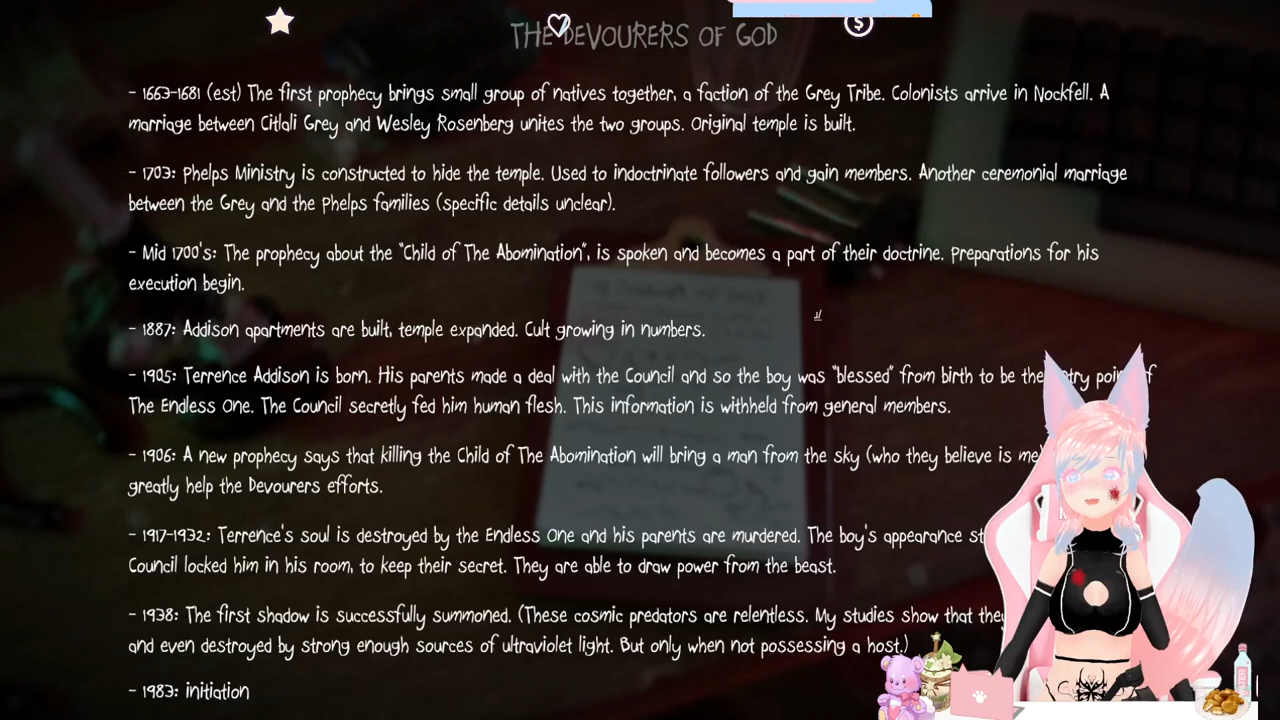 THE DEVOURERS OF GOD
- 1663-1681 (est) The first prophecy brings small group of natives together, a faction of the Grey Tribe. Colonists arrive in Nockfell. A
marriage between Citlali Grey and Wesley Rosenberg unites the two groups. Original temple is built.
- 1703: Phelps Ministry is constructed to hide the temple. Used to indoctrinate followers and gain members. Another ceremonial marriage
between the Grey and the Phelps families (specific details unclear).
- Mid 1700's: The prophecy about the "Child of The Abomination", is spoken and becomes a part of their doctrine. Preparations for his
execution begin.
- 1887: Addison apartments are built, temple expanded. Cult growing in numbers.
- 1905: Terrence Addison is born. His parents made a deal with the Council and so the boy was "blessed" from birth to be the
The Endless One. The Council secretly fed him human flesh. This information is withheld from general members.
- 1906: A new prophecy says that killing the Child of The Abomination will bring a man from the sky (who they believe is me)
greatly help the Devourers efforts.
- 1917-1932: Terrence's soul is destroyed by the Endless One and his parents are murdered. The boy's appearance
Council locked him in his room, to keep their secret. They are able to draw power from the beast.
- 1938: The first shadow is successfully summoned. (These cosmic predators are relentless. My studies show that
and even destroyed by strong enough sources of ultraviolet light. But only when not possessing a host.)
- 1983: initiation